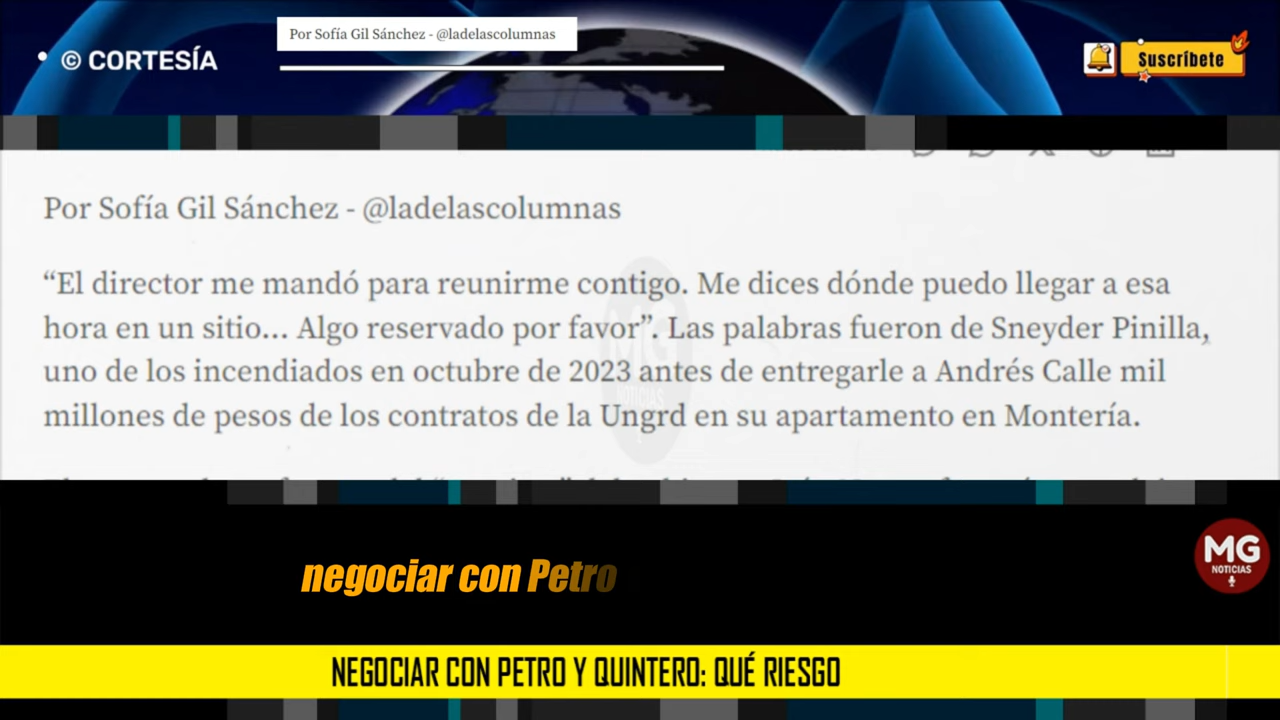 Por Sofía Gil Sánchez - @ladelascolumnas
© CORTESÍA
Suscríbete
Por Sofía Gil Sánchez - @ladelascolumnas
“El director me mandó para reunirme contigo. Me dices dónde puedo llegar a esa
hora en un sitio... Algo reservado por favor”. Las palabras fueron de Sneyder Pinilla,
uno de los incendiados en octubre de 2023 antes de entregarle a Andrés Calle mil
millones de pesos de los contratos de la Ungrd en su apartamento en Montería.
MG
NOTICIAS
negociar con Petro
MG
NOTICIAS
NEGOCIAR CON PETRO Y QUINTERO: QUÉ RIESGO